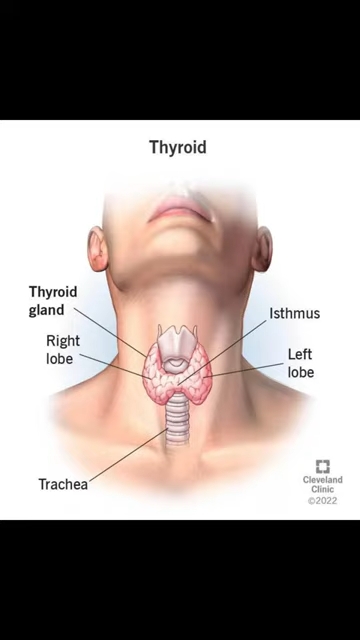 Thyroid
Thyroid
gland
Right
lobe
Isthmus
Left
lobe
Trachea
Cleveland
Clinic
©2022